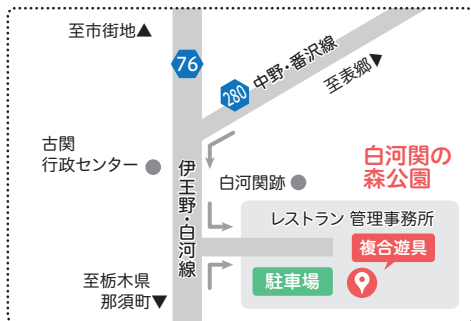 至市街地▲
76
280
中野・番沢線
至表郷▼
古関
行政センター
伊王野・白河線
白河関跡
白河関の
森公園
レストラン 管理事務所
複合遊具
駐車場
至栃木県
那須町▼